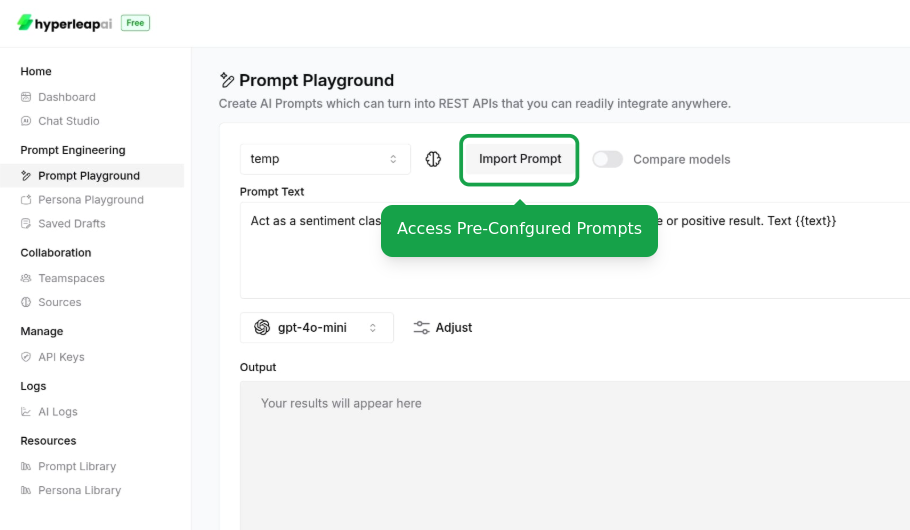 hyperleapai Free
Home
Dashboard
Chat Studio
Prompt Engineering
Prompt Playground
Persona Playground
Saved Drafts
Collaboration
Teamspaces
Sources
Manage
API Keys
Logs
AI Logs
Resources
Prompt Library
Persona Library
Prompt Playground
Create AI Prompts which can turn into REST APIs that you can readily integrate anywhere.
temp Import Prompt Compare models
Prompt Text
Act as a sentiment clas e or positive result. Text {{text}}
Access Pre-Confgured Prompts
gpt-4o-mini Adjust
Output
Your results will appear here